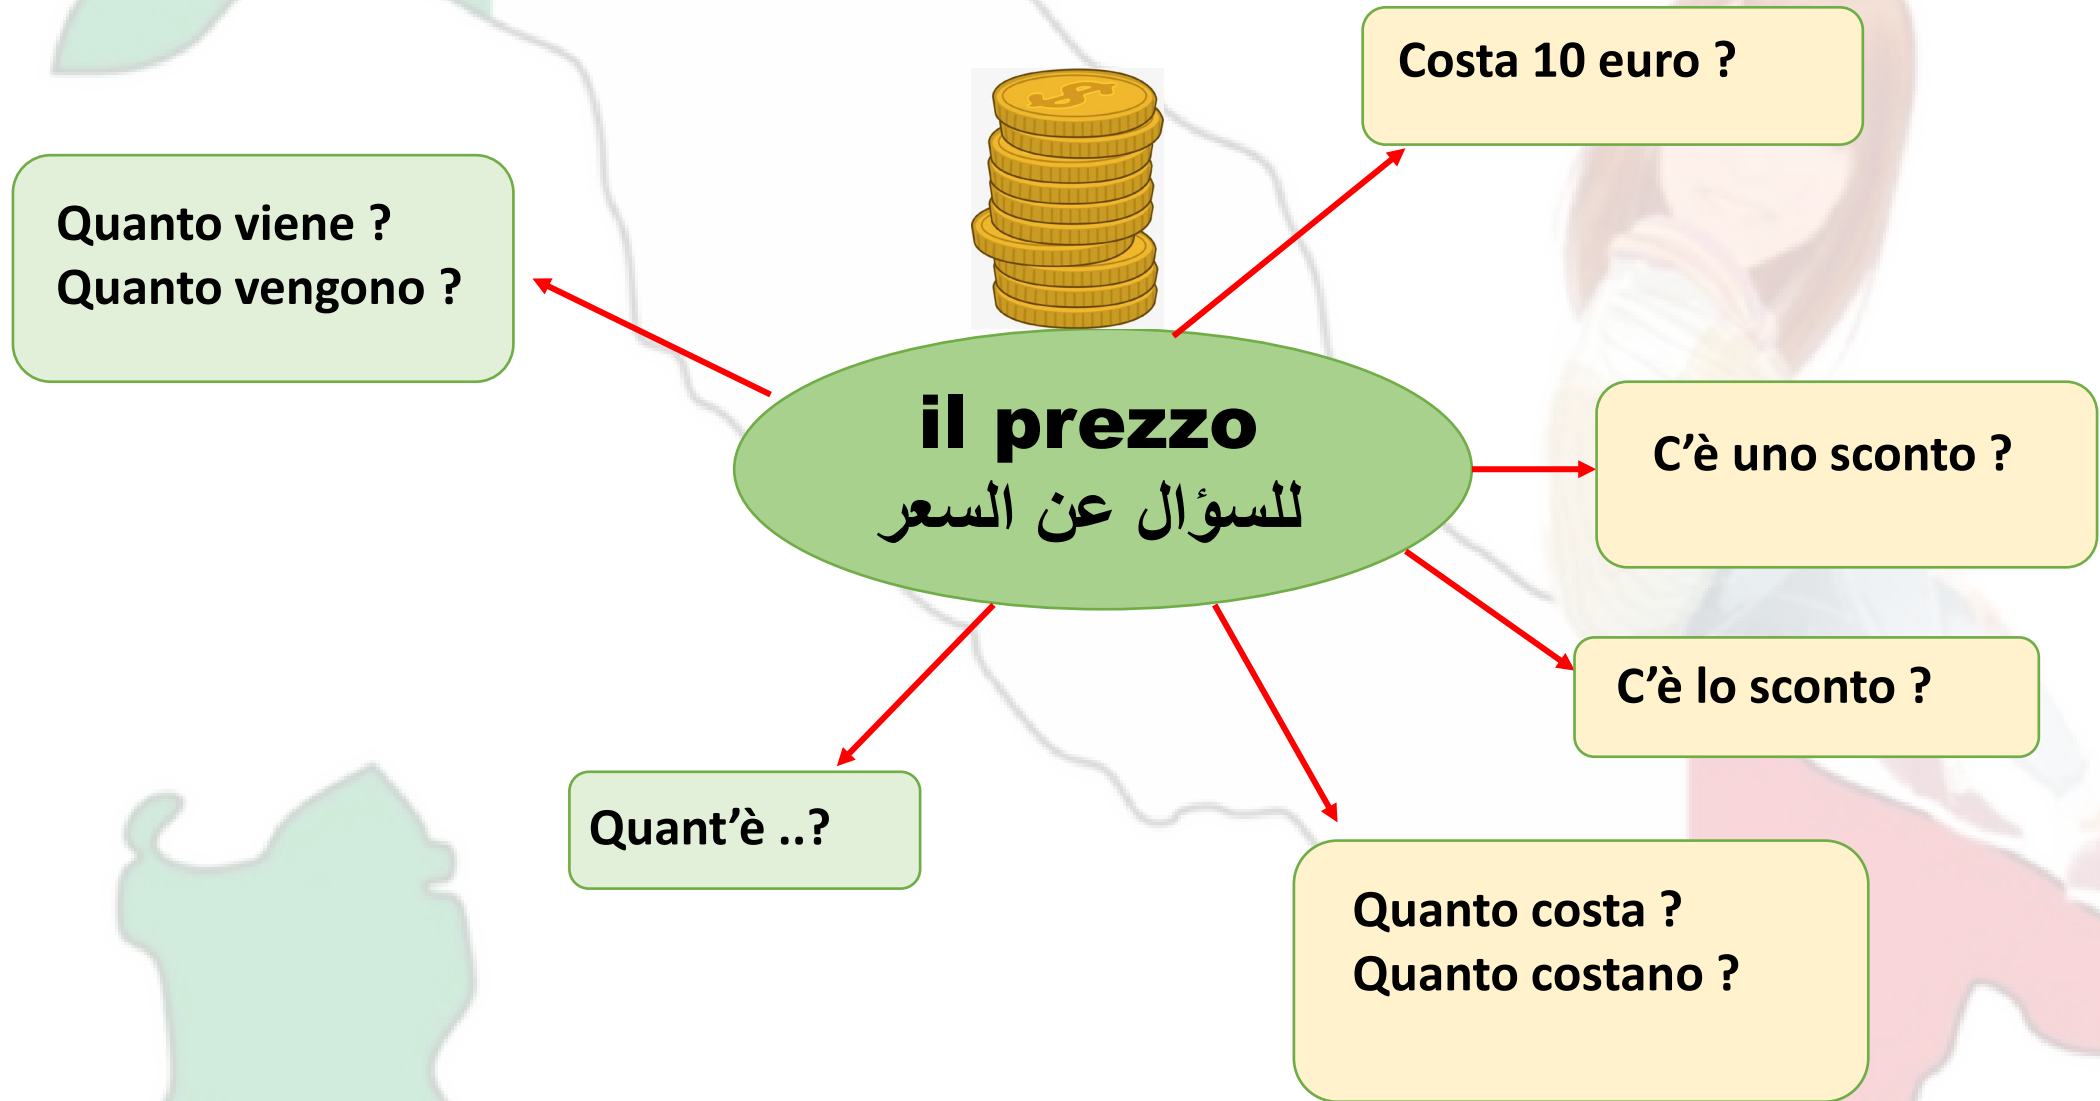 Costa 10 euro ?
Quanto viene ?
Quanto vengono ?
il prezzo
للسؤال عن السعر
C’è uno sconto ?
C’è lo sconto ?
Quant’è ..?
Quanto costa ?
Quanto costano ?